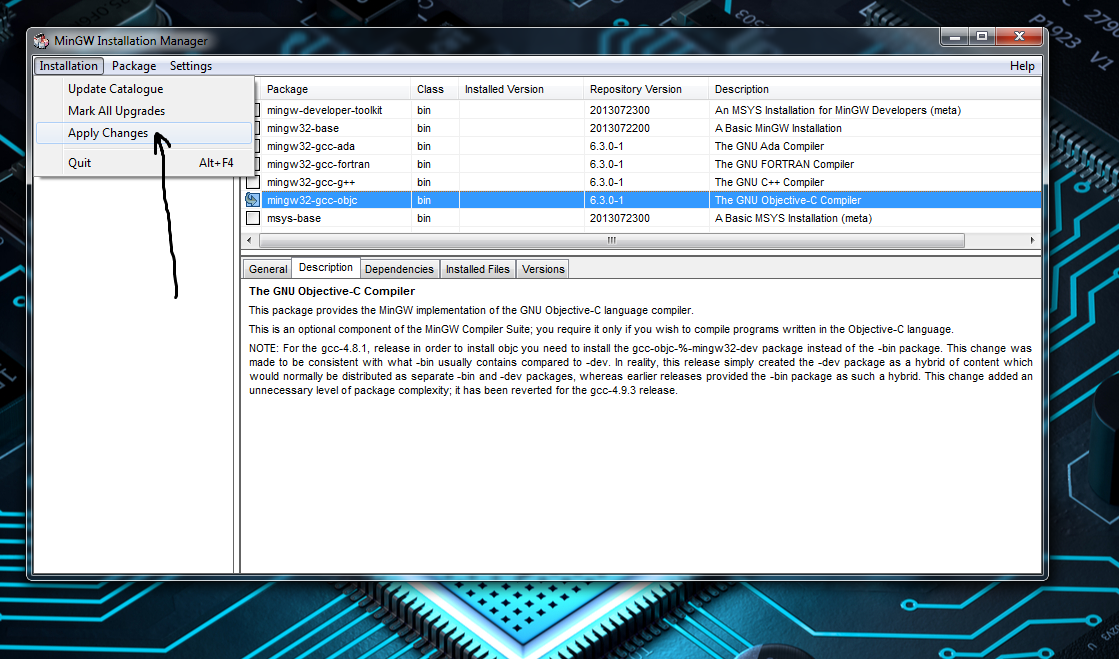 MinGW Installation Manager
Installation Package Settings Help
Update Catalogue
Mark All Upgrades
Apply Changes
Quit Alt+F4
Package Class Installed Version Repository Version Description
mingw-developer-toolkit bin 2013072300 An MSYS Installation for MinGW Developers (meta)
mingw32-base bin 2013072200 A Basic MinGW Installation
mingw32-gcc-ada bin 6.3.0-1 The GNU Ada Compiler
mingw32-gcc-fortran bin 6.3.0-1 The GNU FORTRAN Compiler
mingw32-gcc-g++ bin 6.3.0-1 The GNU C++ Compiler
mingw32-gcc-objc bin 6.3.0-1 The GNU Objective-C Compiler
msys-base bin 2013072300 A Basic MSYS Installation (meta)
General Description Dependencies Installed Files Versions
The GNU Objective-C Compiler
This package provides the MinGW implementation of the GNU Objective-C language compiler.
This is an optional component of the MinGW Compiler Suite; you require it only if you wish to compile programs written in the Objective-C language.
NOTE: For the gcc-4.8.1, release in order to install objc you need to install the gcc-objc-%-mingw32-dev package instead of the -bin package. This change was
made to be consistent with what -bin usually contains compared to -dev. In reality, this release simply created the -dev package as a hybrid of content which
would normally be distributed as separate -bin and -dev packages, whereas earlier releases provided the -bin package as such a hybrid. This change added an
unnecessary level of package complexity; it has been reverted for the gcc-4.9.3 release.
P1923 V1